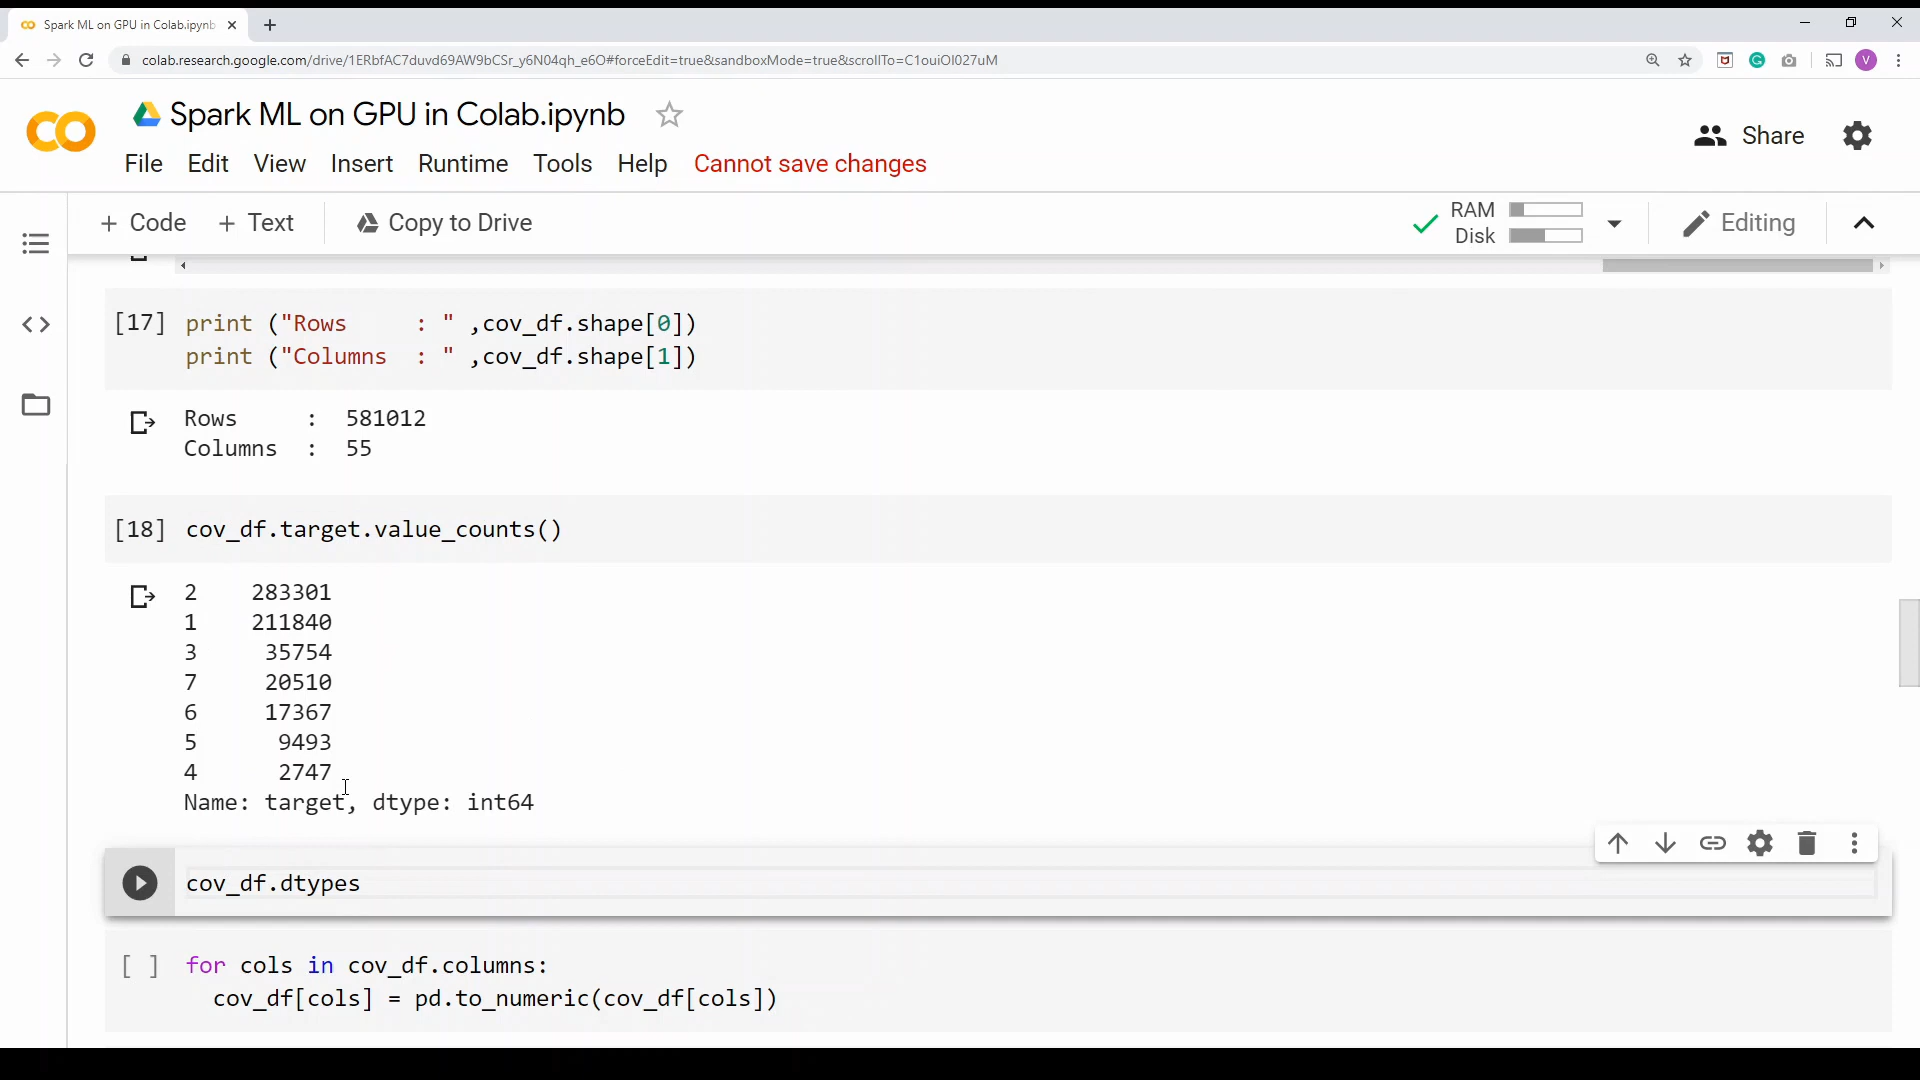 Spark ML on GPU in Colab.ipynb
colab.research.google.com/drive/1ERbfAC7duvd69AW9bCSr_y6N04qh_e6O#forceEdit=true&sandboxMode=true&scrollTo=C1ouiOl027uM
V
Spark ML on GPU in Colab.ipynb
Share
File Edit View Insert Runtime Tools Help Cannot save changes
+ Code + Text Copy to Drive
RAM
Disk
Editing
[17] print ("Rows     : " ,cov_df.shape[0])
print ("Columns  : " ,cov_df.shape[1])
Rows     :  581012
Columns  :  55
[18] cov_df.target.value_counts()
2    283301
1    211840
3     35754
7     20510
6     17367
5      9493
4      2747
Name: target, dtype: int64
cov_df.dtypes
[ ] for cols in cov_df.columns:
cov_df[cols] = pd.to_numeric(cov_df[cols])